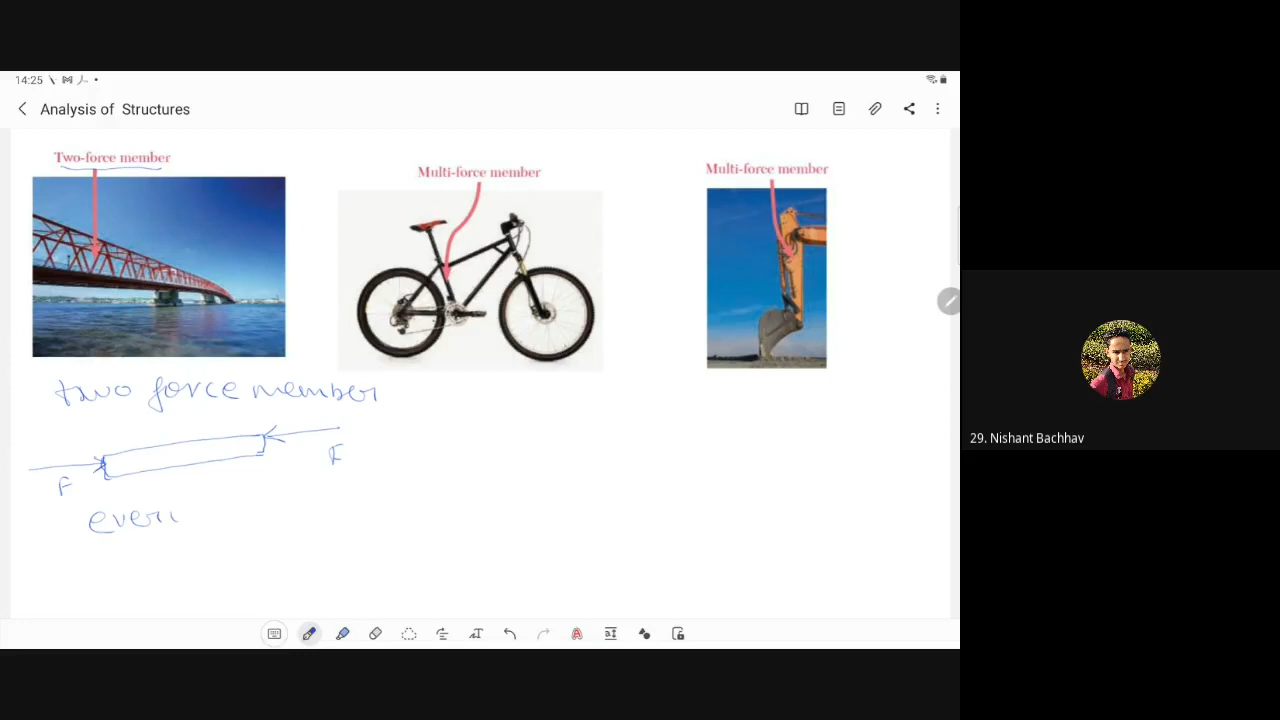 14:25
Analysis of Structures
Two-force member
Multi-force member
Multi-force member
two force member
F
F
29. Nishant Bachhav